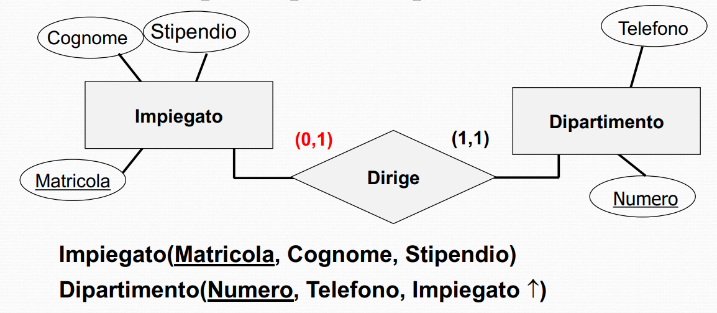 Cognome
Stipendio
Telefono
Impiegato
Dipartimento
(0,1)
(1,1)
Dirige
Matricola
Numero
Impiegato(Matricola, Cognome, Stipendio)
Dipartimento(Numero, Telefono, Impiegato ↑)